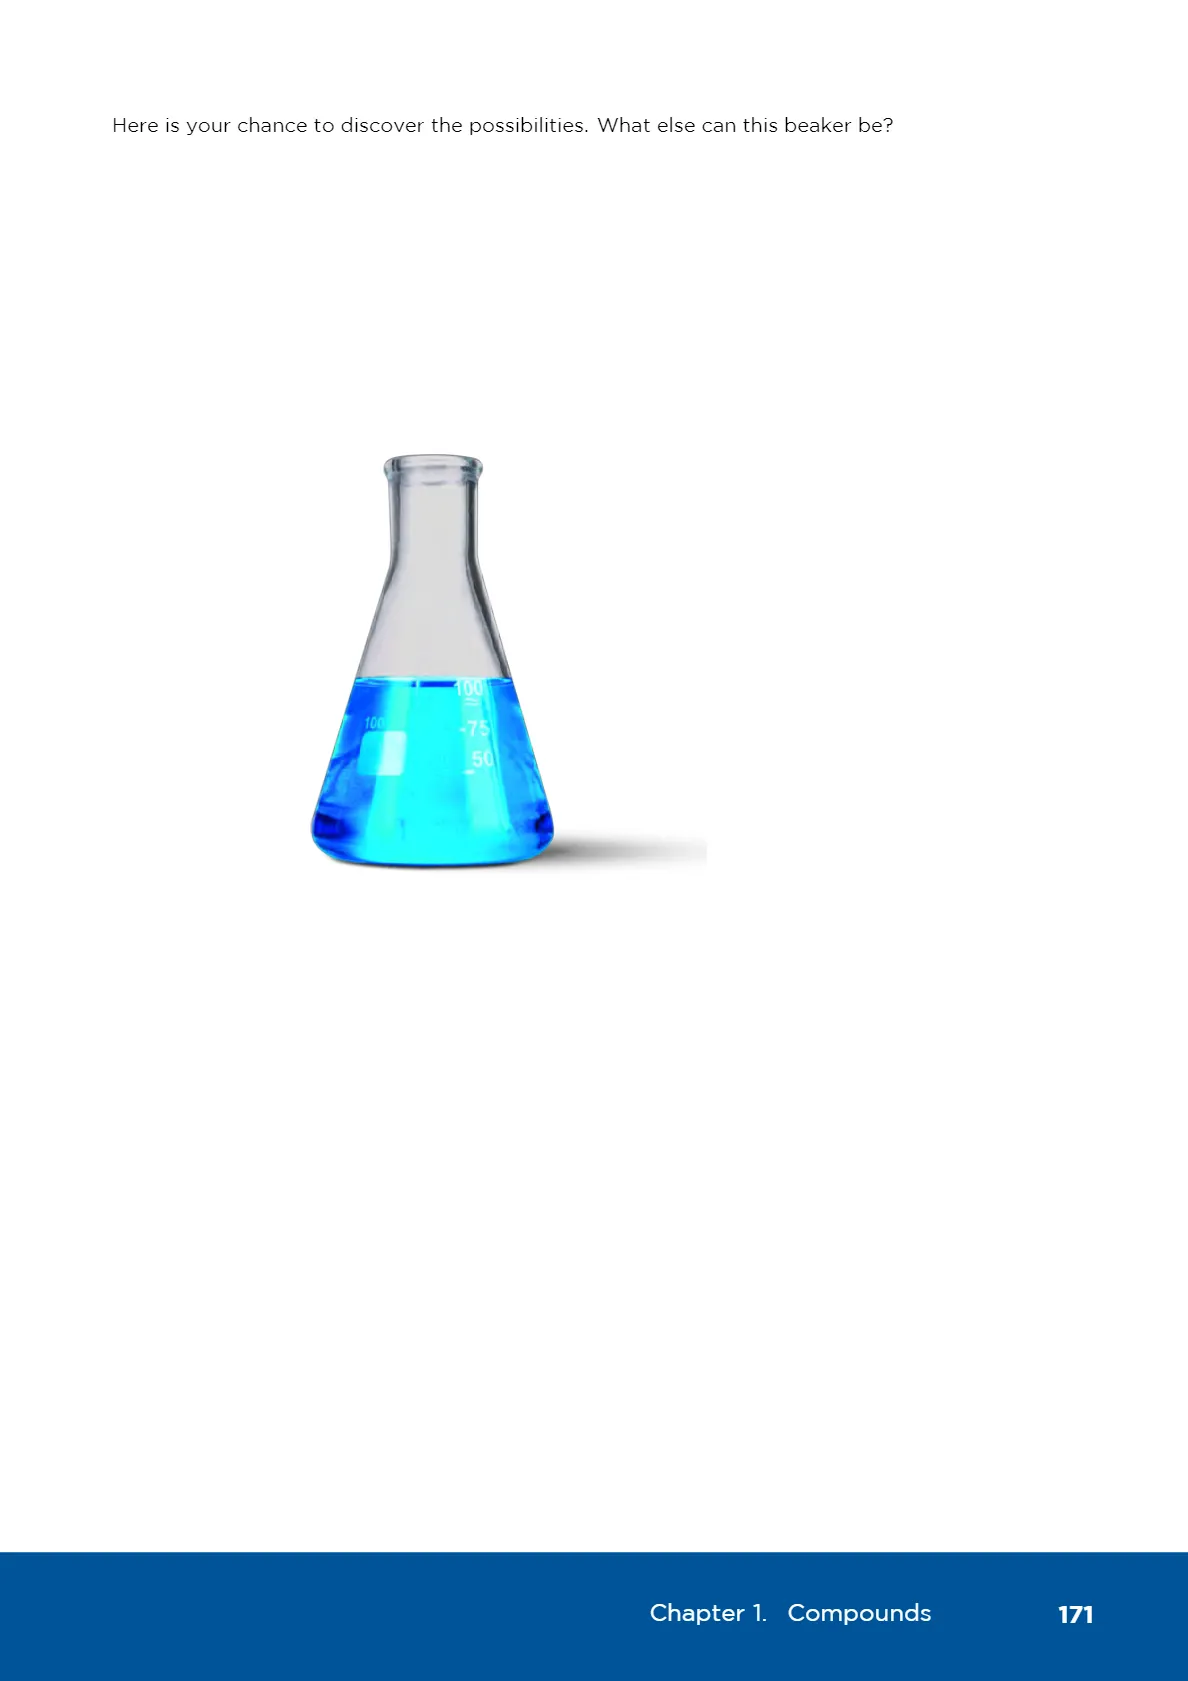 Here is your chance to discover the possibilities. What else can this beaker be?
100
100
-75
50
Chapter 1. Compounds 171